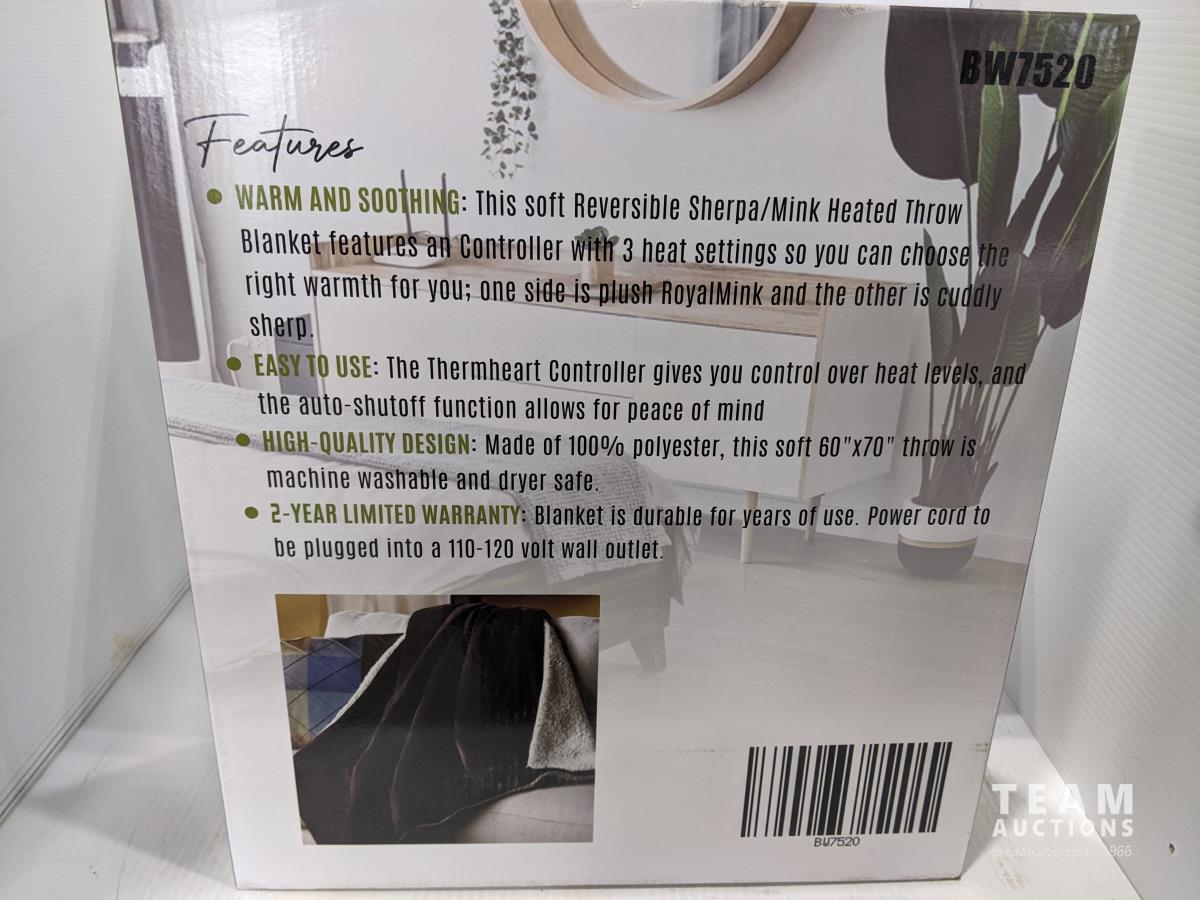 BW7520
Features
WARM AND SOOTHING: This soft Reversible Sherpa/Mink Heated Throw
Blanket features an Controller with 3 heat settings so you can choose the
right warmth for you; one side is plush RoyalMink and the other is cuddly
sherp.
EASY TO USE: The Thermheart Controller gives you control over heat levels, and
the auto-shutoff function allows for peace of mind
HIGH-QUALITY DESIGN: Made of 100% polyester, this soft 60"x70" throw is
machine washable and dryer safe.
2-YEAR LIMITED WARRANTY: Blanket is durable for years of use. Power cord to
be plugged into a 110-120 volt wall outlet.
BW7520
TEAM
AUCTIONS
Auctions Since 1966